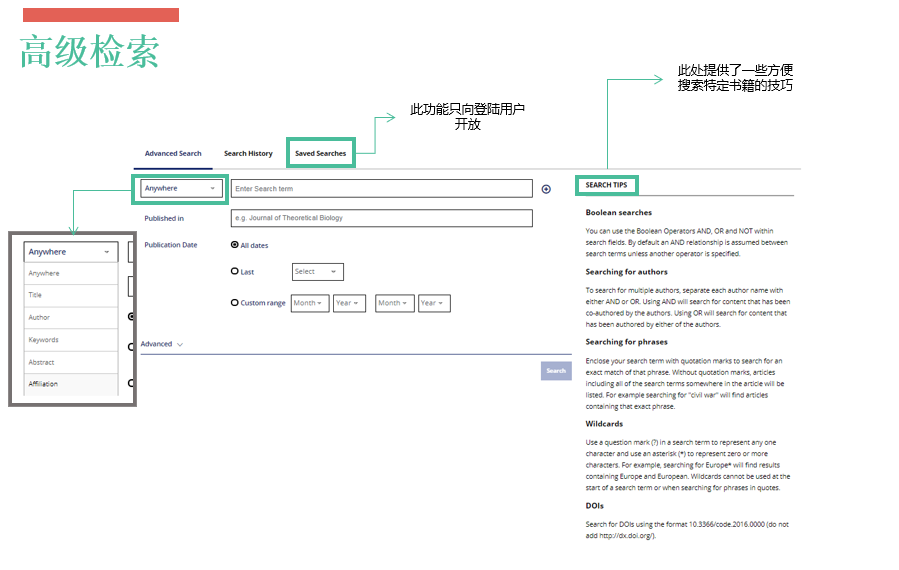 高级检索
此处提供了一些方便
搜索特定书籍的技巧
此功能只向登陆用户
开放
Advanced Search
Search History
Saved Searches
Anywhere
Enter Search term
Published in
e.g. Journal of Theoretical Biology
Publication Date
All dates
Last
Select
Custom range
Month
Year
Month
Year
Advanced
Search
Anywhere
Anywhere
Title
Author
Keywords
Abstract
Affiliation
SEARCH TIPS
Boolean searches
You can use the Boolean Operators AND, OR and NOT within
search fields. By default an AND relationship is assumed between
search terms unless another operator is specified.
Searching for authors
To search for multiple authors, separate each author name with
either AND or OR. Using AND will search for content that has been
co-authored by the authors. Using OR will search for content that
has been authored by either of the authors.
Searching for phrases
Enclose your search term with quotation marks to search for an
exact match of that phrase. Without quotation marks, articles
including all of the search terms somewhere in the article will be
listed. For example searching for "civil war" will find articles
containing that exact phrase.
Wildcards
Use a question mark (?) in a search term to represent any one
character and use an asterisk (*) to represent zero or more
characters. For example, searching for Europe* will find results
containing Europe and European. Wildcards cannot be used at the
start of a search term or when searching for phrases in quotes.
DOIs
Search for DOIs using the format 10.3366/code.2016.0000 (do not
add http://dx.doi.org/).